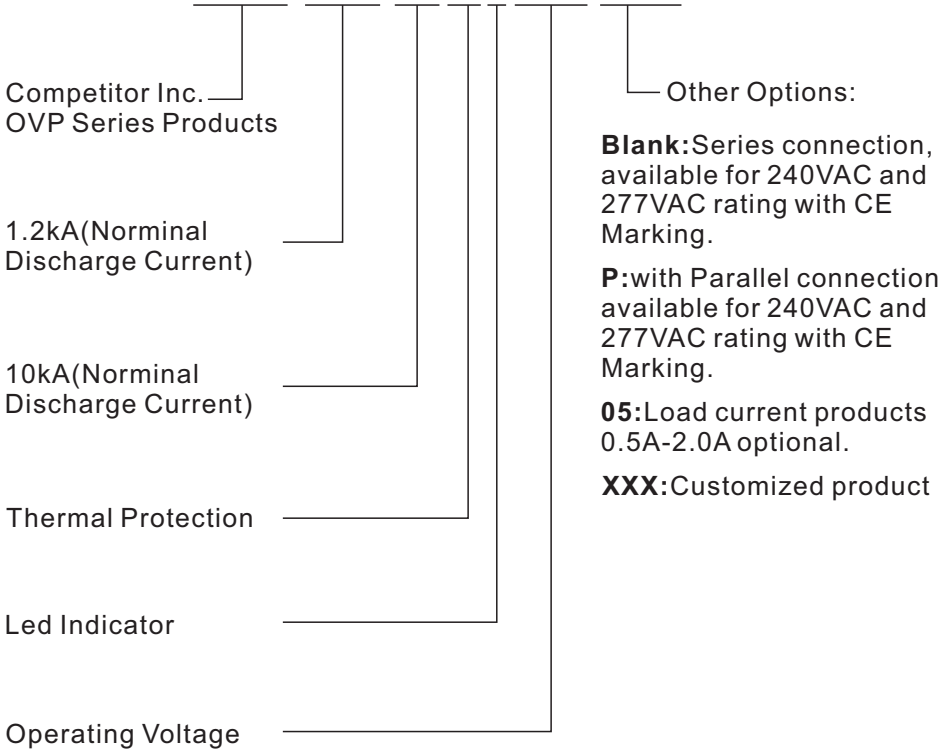 Competitor Inc.
OVP Series Products
1.2kA(Norminal
Discharge Current)
10kA(Norminal
Discharge Current)
Thermal Protection
Led Indicator
Operating Voltage
Other Options:
Blank:Series connection,
available for 240VAC and
277VAC rating with CE
Marking.
P:with Parallel connection
available for 240VAC and
277VAC rating with CE
Marking.
05:Load current products
0.5A-2.0A optional.
XXX:Customized product